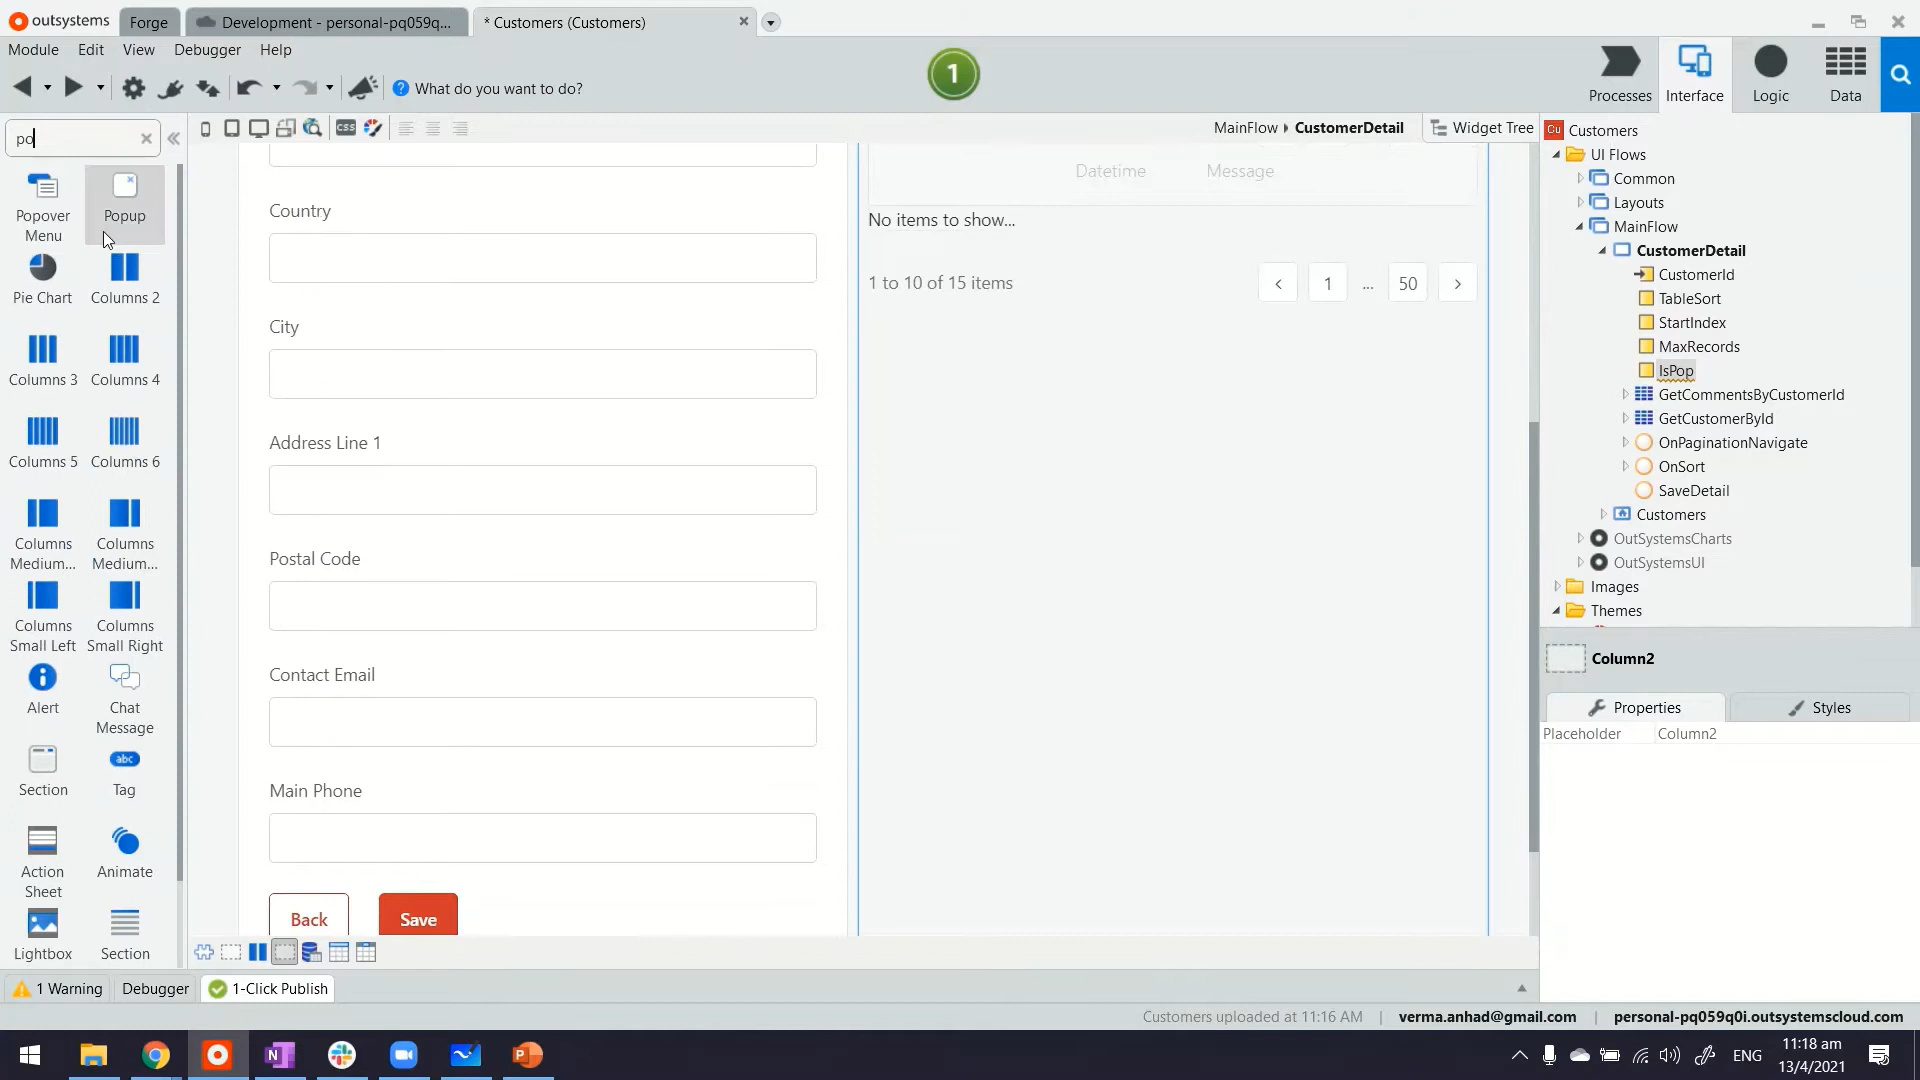 outsystems
Forge
Development - personal-pq059q...
* Customers (Customers)
Module Edit View Debugger Help
What do you want to do?
1
Processes
Interface
Logic
Data
po
CSS
MainFlow CustomerDetail
Widget Tree
Popover Menu
Popup
Pie Chart
Columns 2
Columns 3
Columns 4
Columns 5
Columns 6
Columns Medium...
Columns Medium...
Columns Small Left
Columns Small Right
Alert
Chat Message
Section
abc
Tag
Action Sheet
Animate
Lightbox
Section
Country
City
Address Line 1
Postal Code
Contact Email
Main Phone
Back
Save
Datetime Message
No items to show...
1 to 10 of 15 items
< 1 ... 50 >
Cu Customers
UI Flows
Common
Layouts
MainFlow
CustomerDetail
CustomerId
TableSort
StartIndex
MaxRecords
IsPop
GetCommentsByCustomerId
GetCustomerById
OnPaginationNavigate
OnSort
SaveDetail
Customers
OutSystemsCharts
OutSystemsUI
Images
Themes
Column2
Properties
Styles
Placeholder Column2
1 Warning
Debugger
1-Click Publish
Customers uploaded at 11:16 AM | verma.anhad@gmail.com | personal-pq059q0i.outsystemscloud.com
ENG
11:18 am
13/4/2021